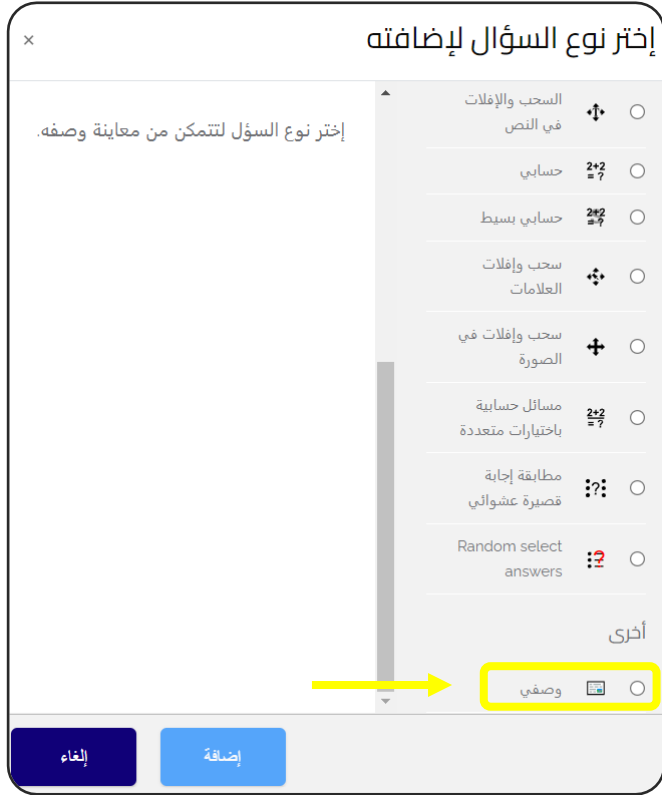 إختر نوع السؤال لإضافته
×
السحب والإفلات
في النص
2+2
= ?
حسابي
2+2
= ?
حسابي بسيط
سحب وإفلات
العلامات
سحب وإفلات في
الصورة
2+2
= ?
مسائل حسابية
باختيارات متعددة
?
مطابقة إجابة
قصيرة عشوائي
?
Random select
answers
أخرى
وصفي
إختر نوع السؤل لتتمكن من معاينة وصفه.
إضافة
إلغاء